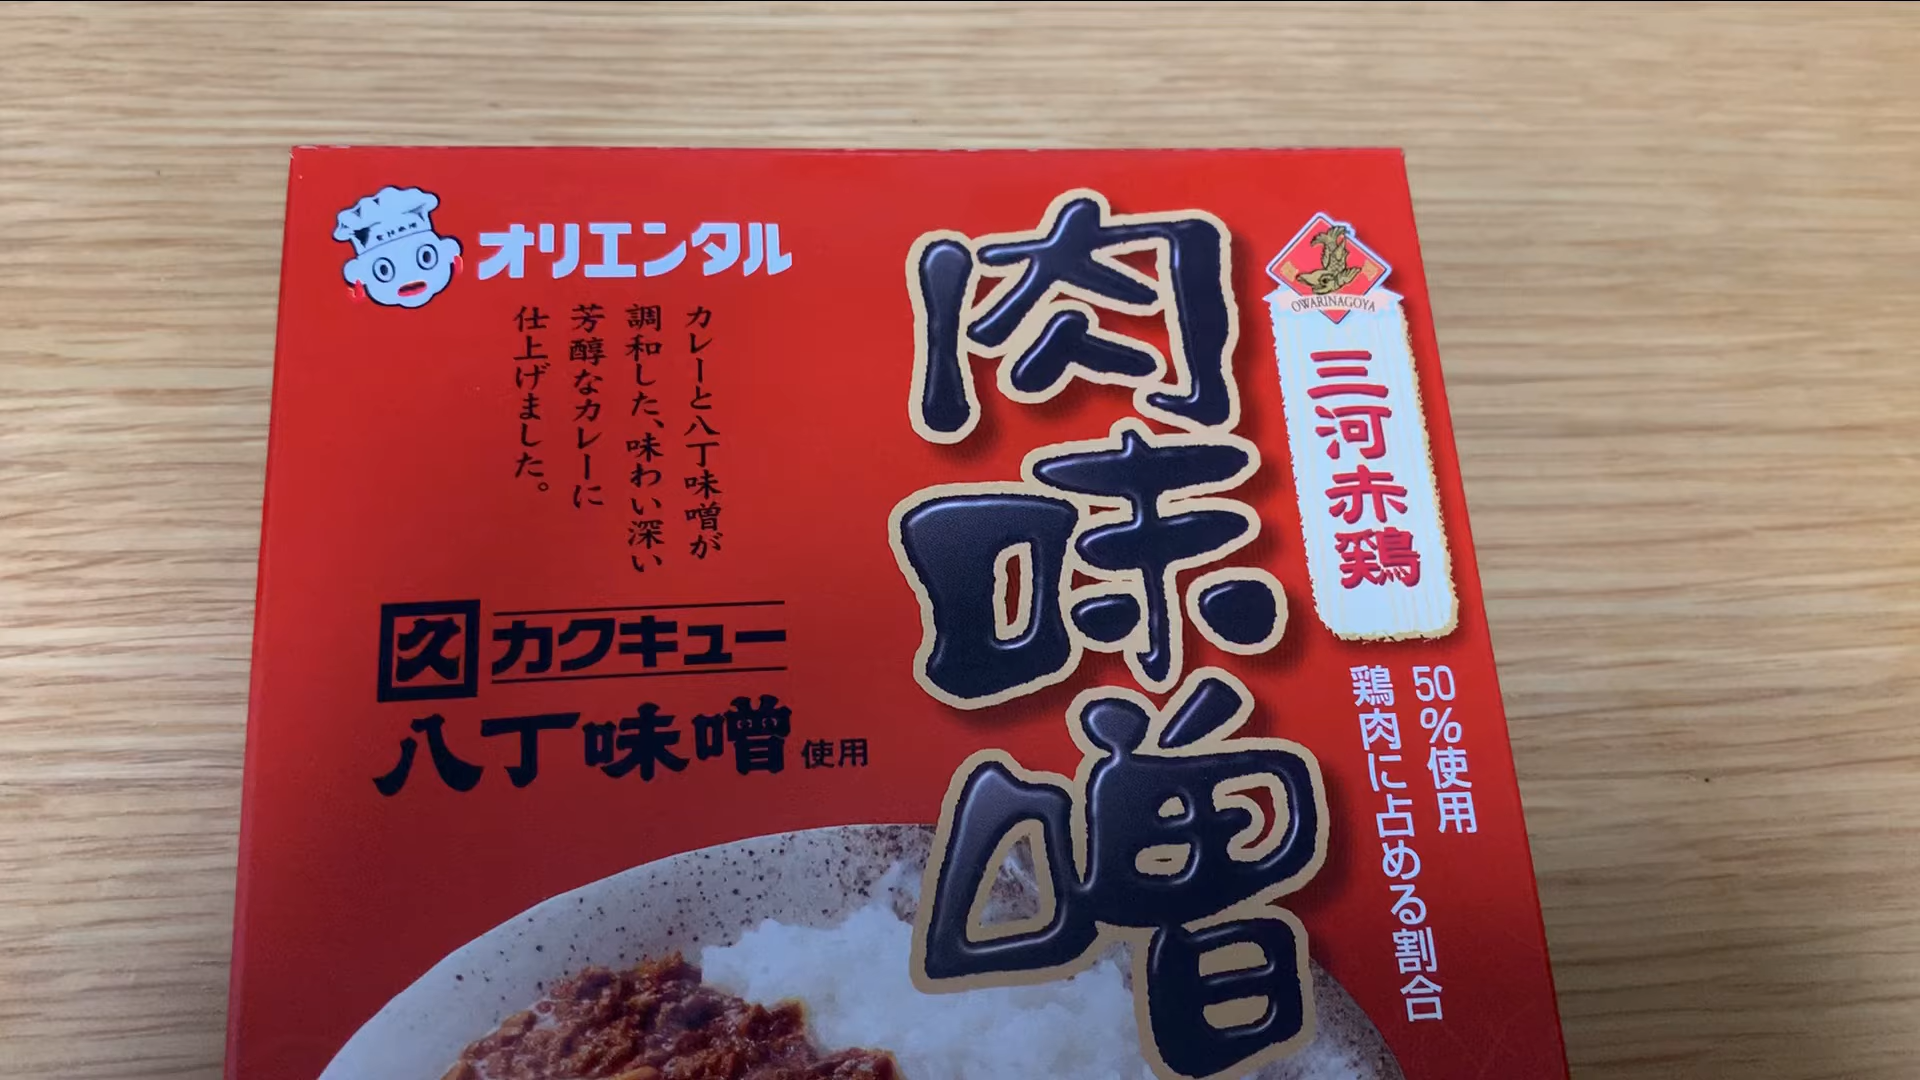 オリエンタル
カレーと八丁味噌が
調和した、味わい深い
芳醇なカレーに
仕上げました。
久 カクキュー
八丁味噌 使用
肉味噌
OWARINAGOYA
三河赤鶏
50%使用
鶏肉に占める割合